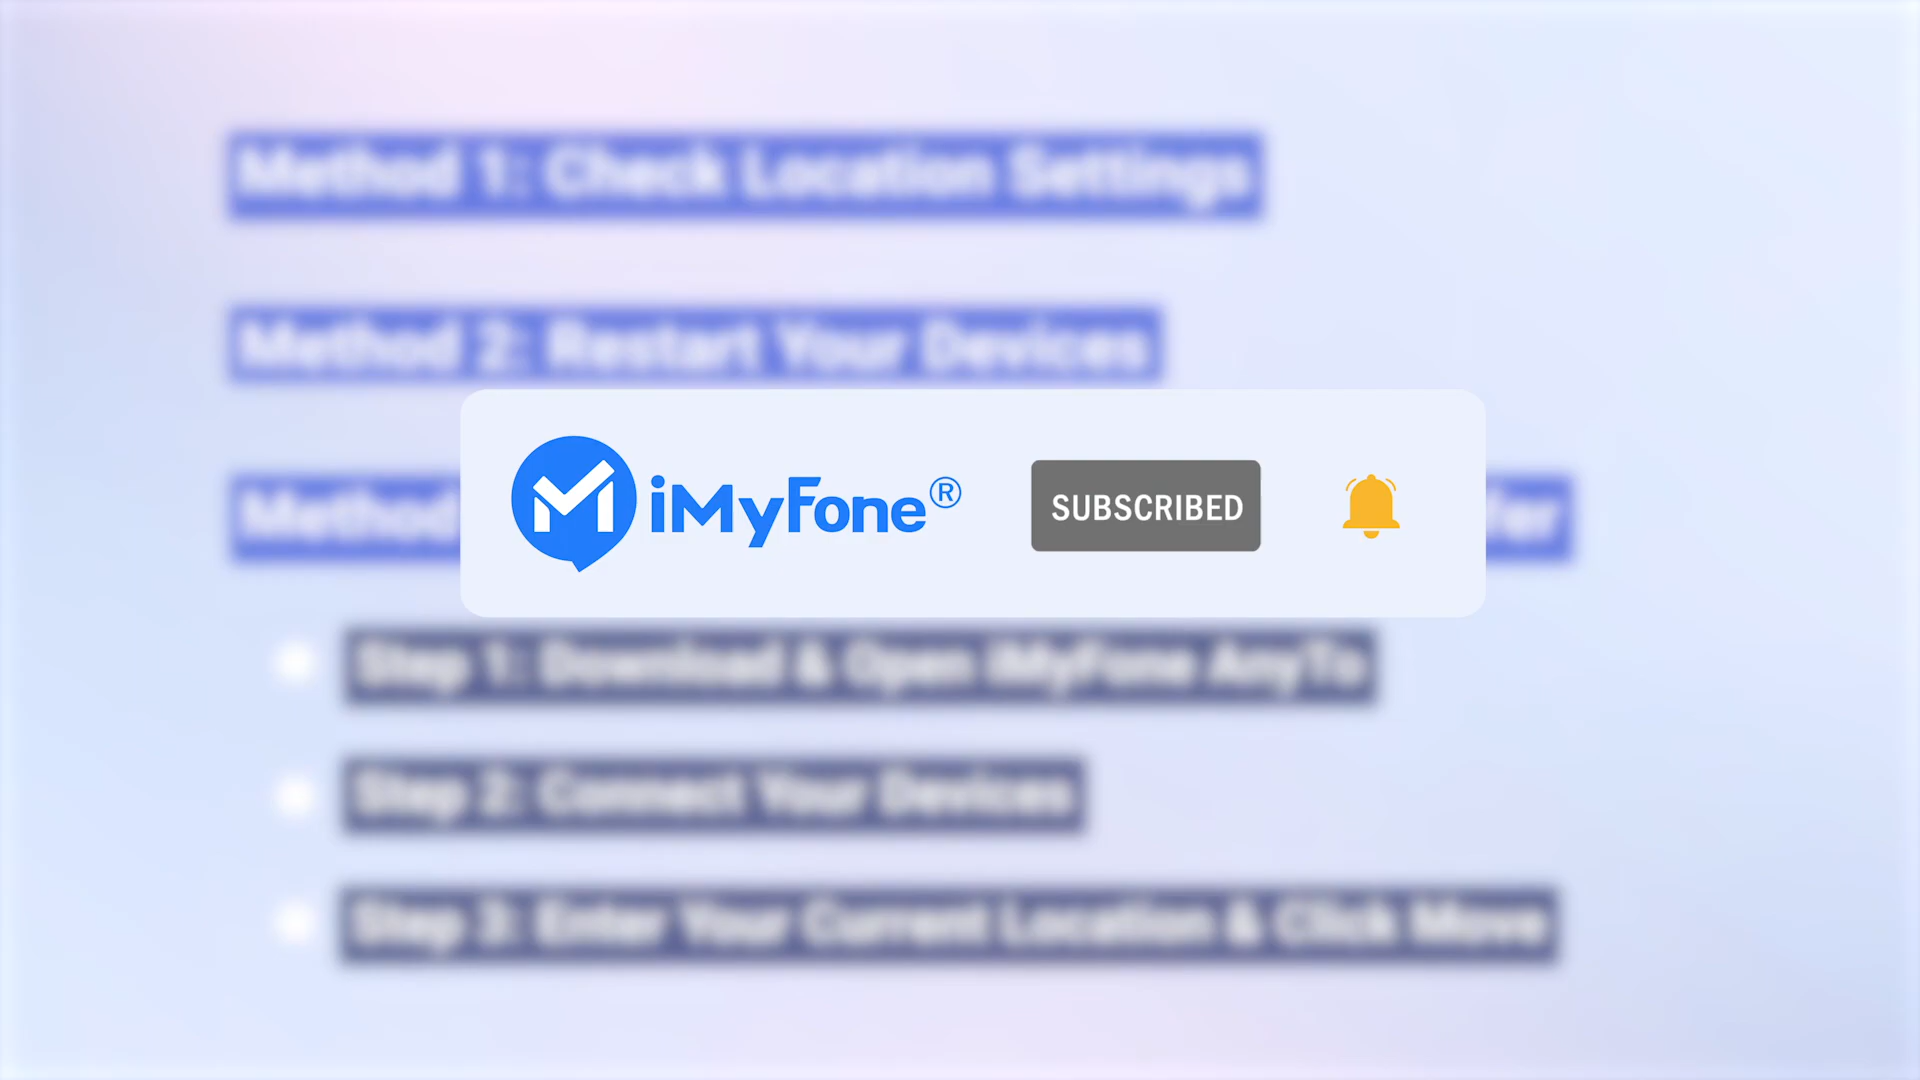 Method 1: Check Location Settings
Method 2: Restart Your Devices
Method
iMyFone®
SUBSCRIBED
Step 1: Download & Open iMyFone AnyTo
Step 2: Connect Your Devices
Step 3: Enter Your Current Location & Click Move